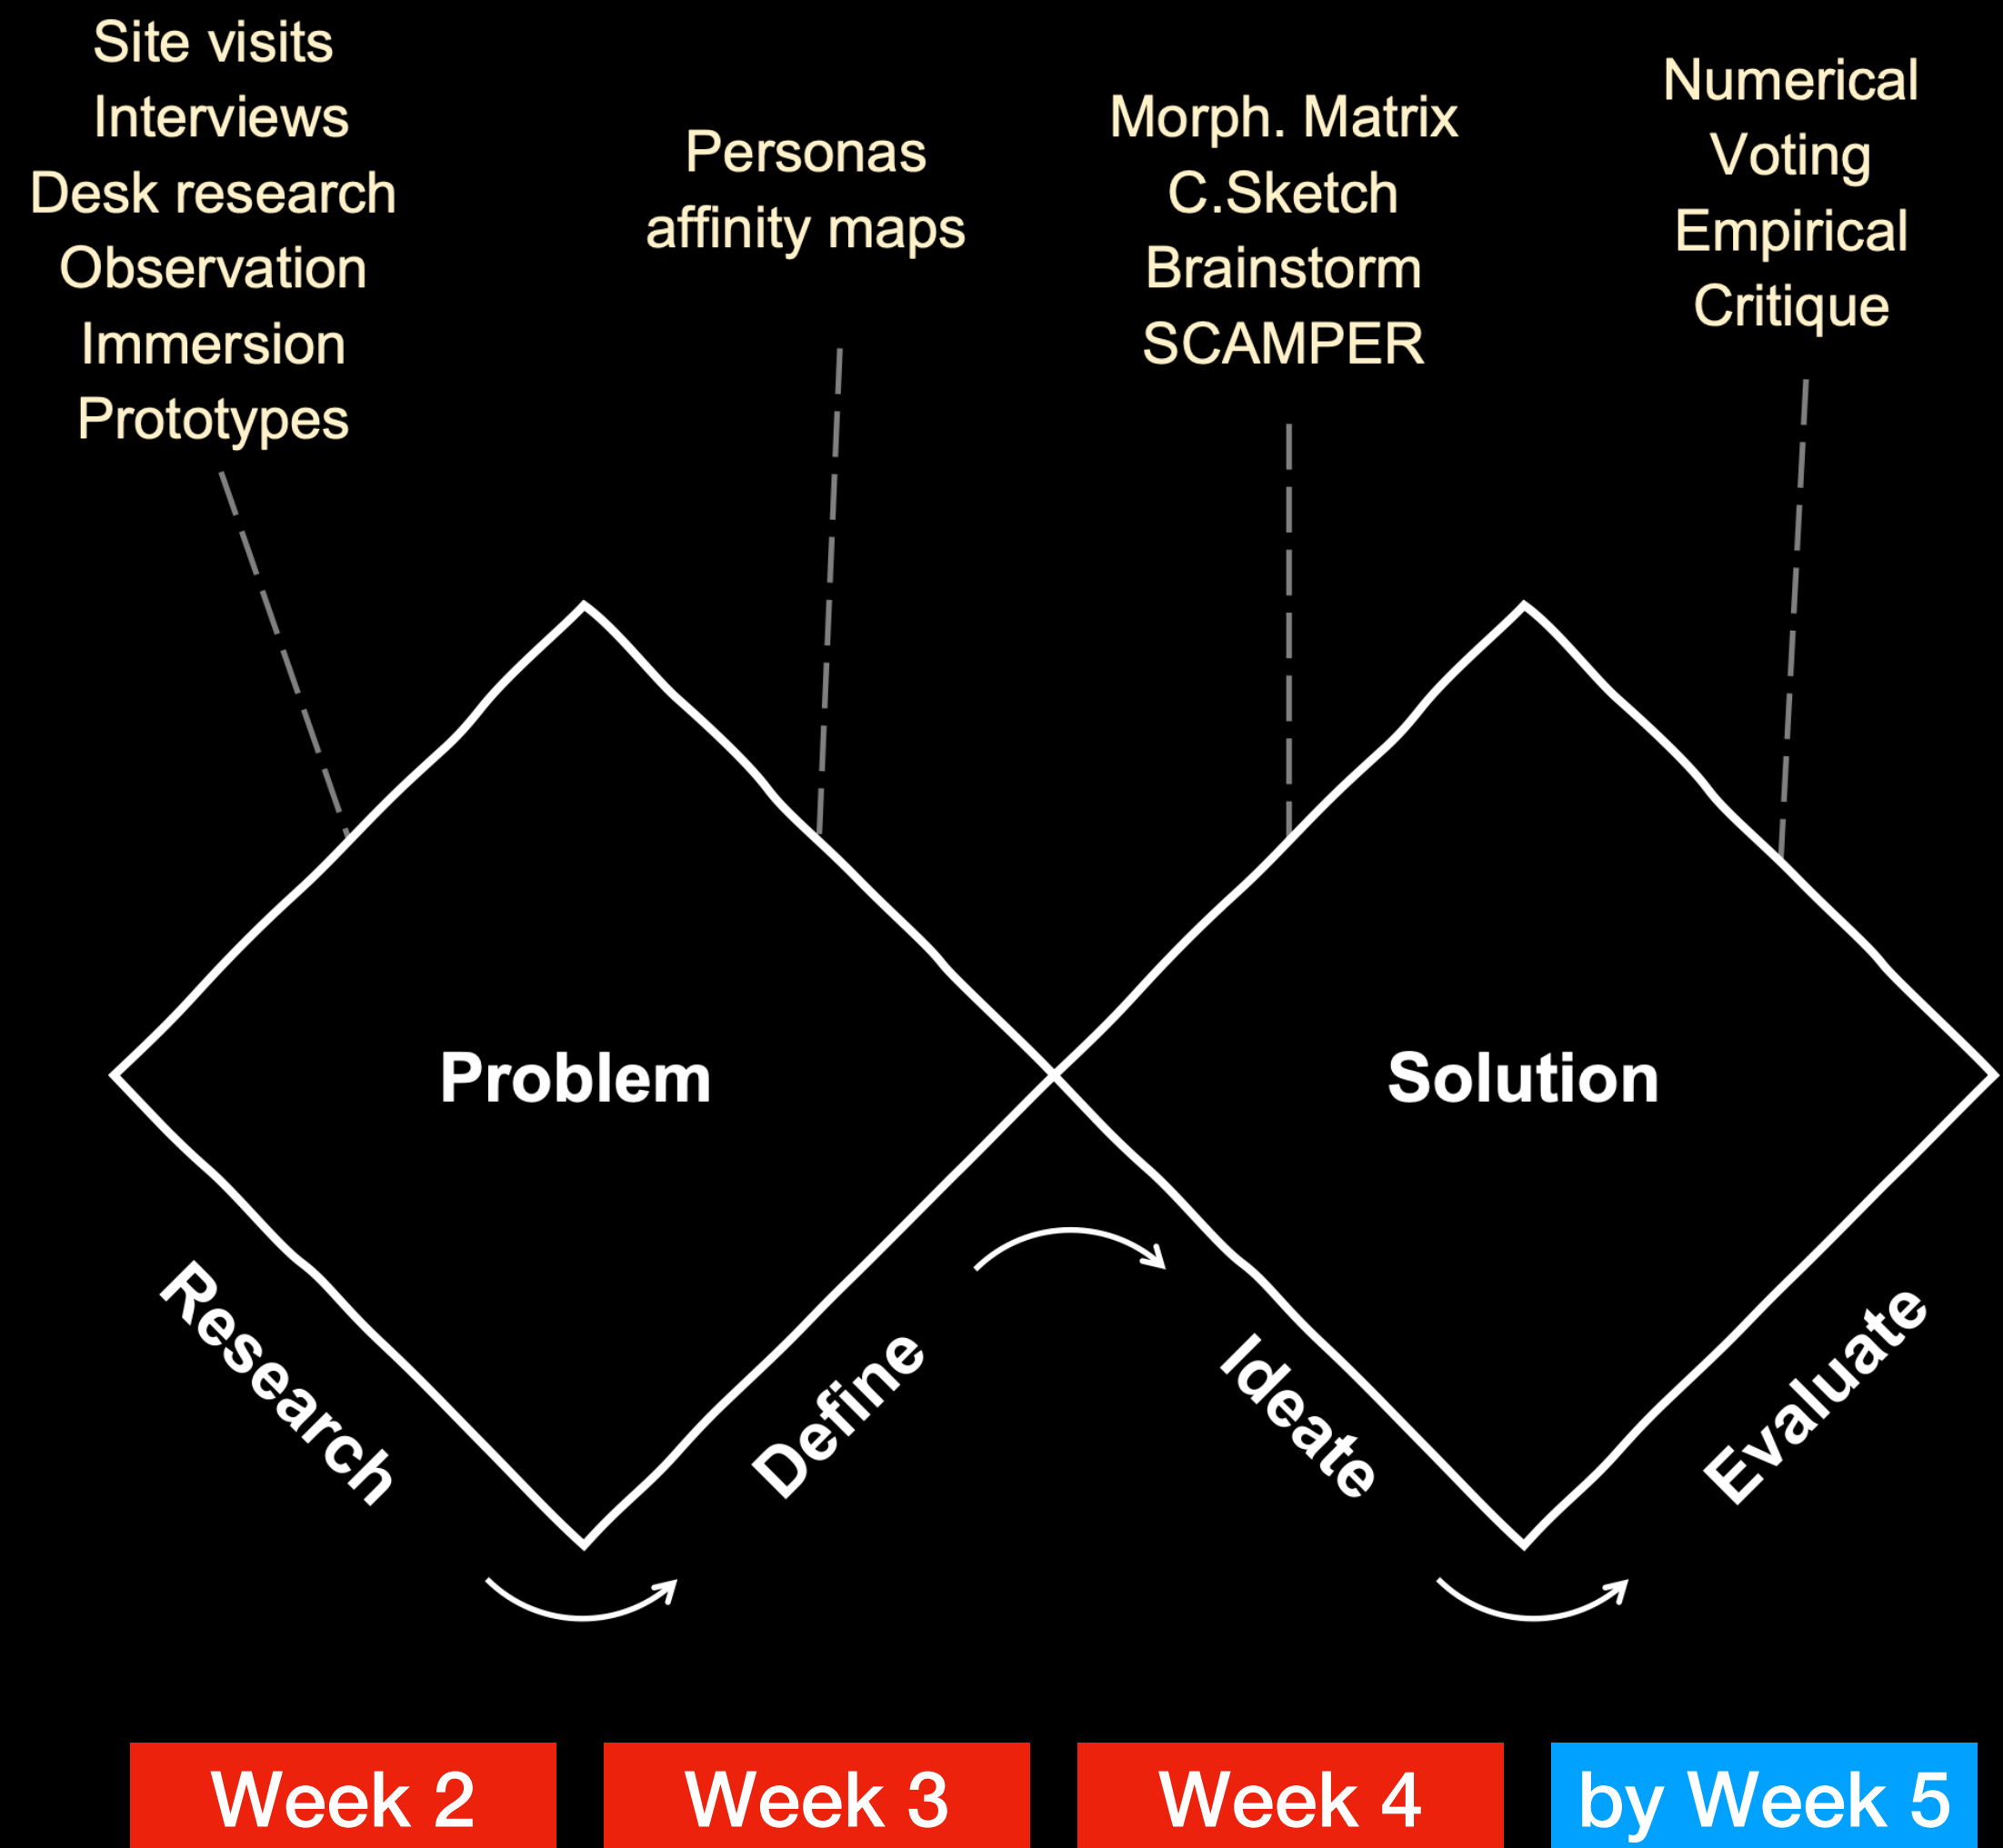 Site visits
Interviews
Desk research
Observation
Immersion
Prototypes
Personas
affinity maps
Morph. Matrix
C.Sketch
Brainstorm
SCAMPER
Numerical
Voting
Empirical
Critique
Problem
Solution
Research
Define
Ideate
Evaluate
Week 2
Week 3
Week 4
by Week 5